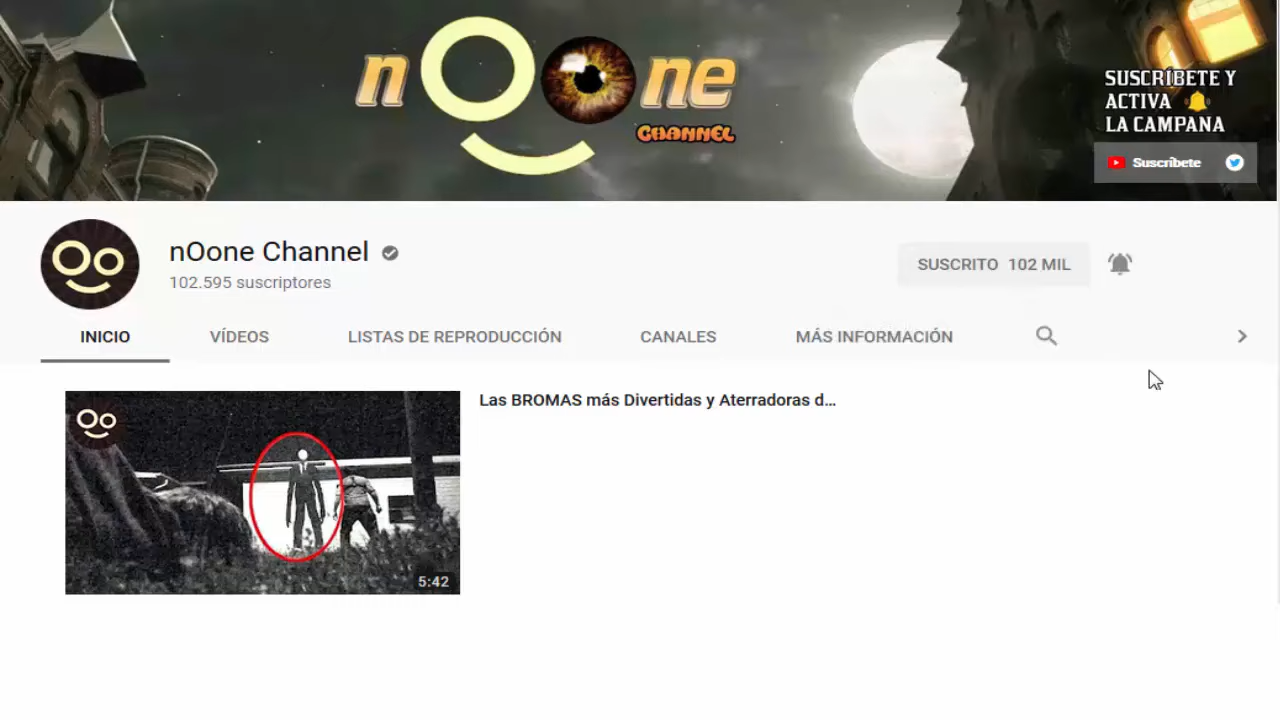 nOone
CHANNEL
SUSCRÍBETE Y
ACTIVA
LA CAMPANA
Suscríbete
nOone Channel
102.595 suscriptores
SUSCRITO 102 MIL
INICIO
VÍDEOS
LISTAS DE REPRODUCCIÓN
CANALES
MÁS INFORMACIÓN
Las BROMAS más Divertidas y Aterradoras d...
5:42